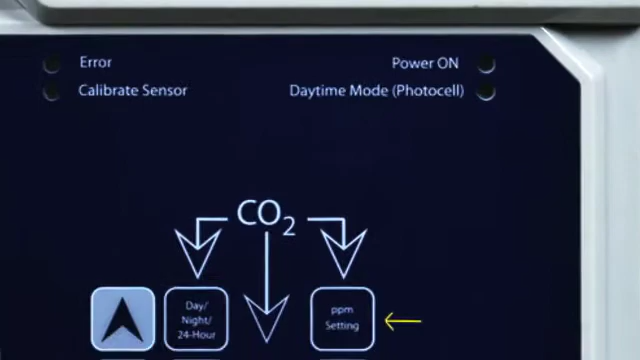 Error
Power ON
Calibrate Sensor
Daytime Mode (Photocell)
CO₂
Day/
Night/
24-Hour
ppm
Setting